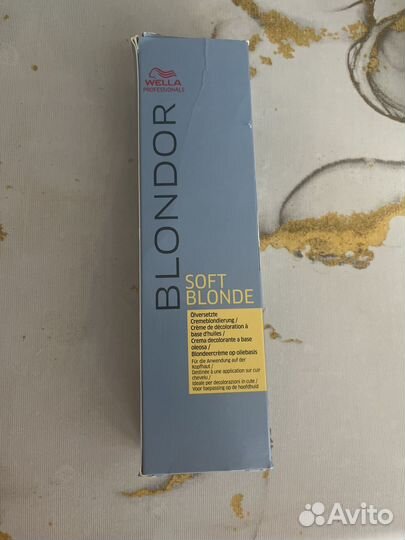 WELLA
PROFESSIONALS
BLONDOR
SOFT
BLONDE
Ölversetzte
Cremeblondierung /
Crème de décoloration à
base d'huiles /
Crema decolorante a base
oleosa /
Blondeercrème op oliebasis
Für die Anwendung auf der
Kopfhaut /
Destinée à une application sur cuir
chevelu /
Ideale per decolorazioni in cute /
Voor toepassing op de hoofdhuid
Avito